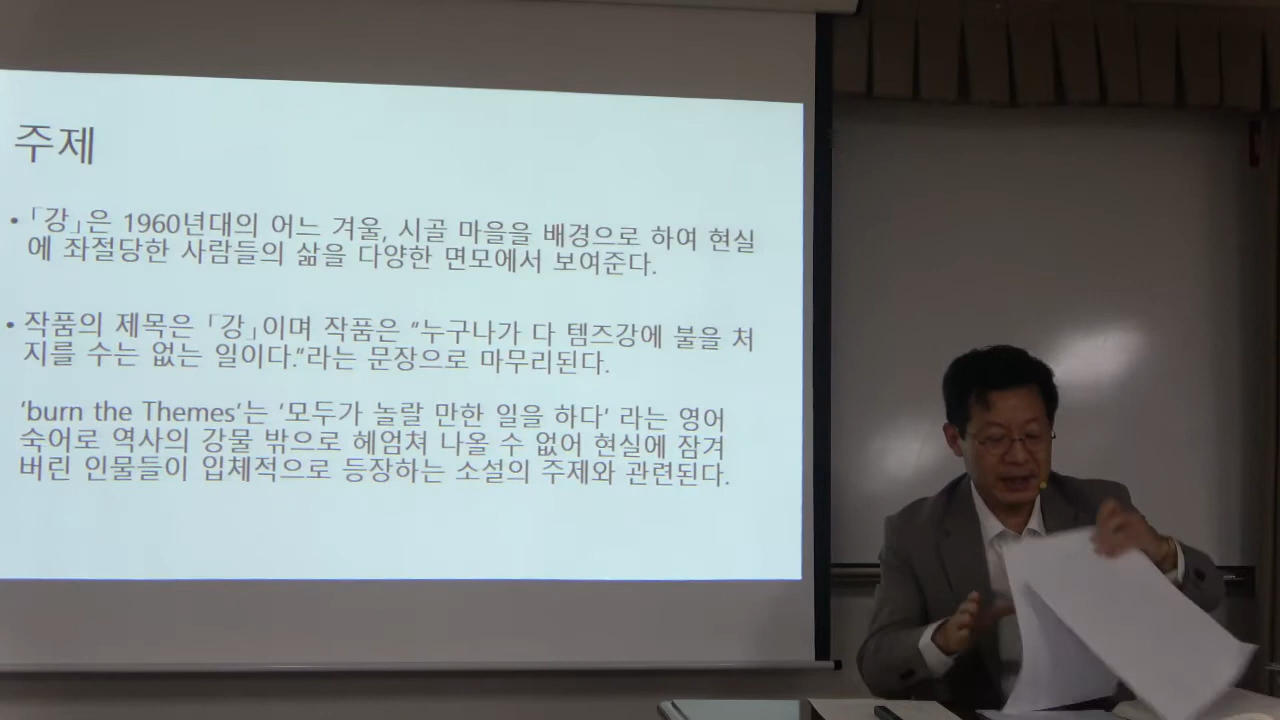 주제
• 「강」은 1960년대의 어느 겨울, 시골 마을을 배경으로 하여 현실
에 좌절당한 사람들의 삶을 다양한 면모에서 보여준다.
• 작품의 제목은 「강」이며 작품은 "누구나가 다 템즈강에 불을 처
지를 수는 없는 일이다."라는 문장으로 마무리된다.
'burn the Themes'는 '모두가 놀랄 만한 일을 하다' 라는 영어
숙어로 역사의 강물 밖으로 헤엄쳐 나올 수 없어 현실에 잠겨
버린 인물들이 입체적으로 등장하는 소설의 주제와 관련된다.